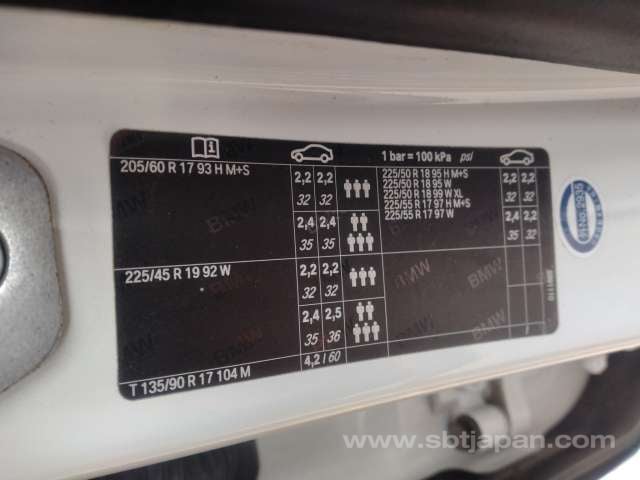 1 bar = 100 kPa psi
205/60 R 17 93 H M+S
2,2 2,2
32 32
2,4 2,4
35 35
225/45 R 19 92 W
2,2 2,2
32 32
2,4 2,5
35 36
T 135/90 R 17 104 M
4,2 / 60
225/50 R 18 95 H M+S
225/50 R 18 95 W
225/50 R 18 99 W XL
225/55 R 17 97 H M+S
225/55 R 17 97 W
2,2 2,2
32 32
2,4 2,2
35 32
BMW
www.sbtjapan.com